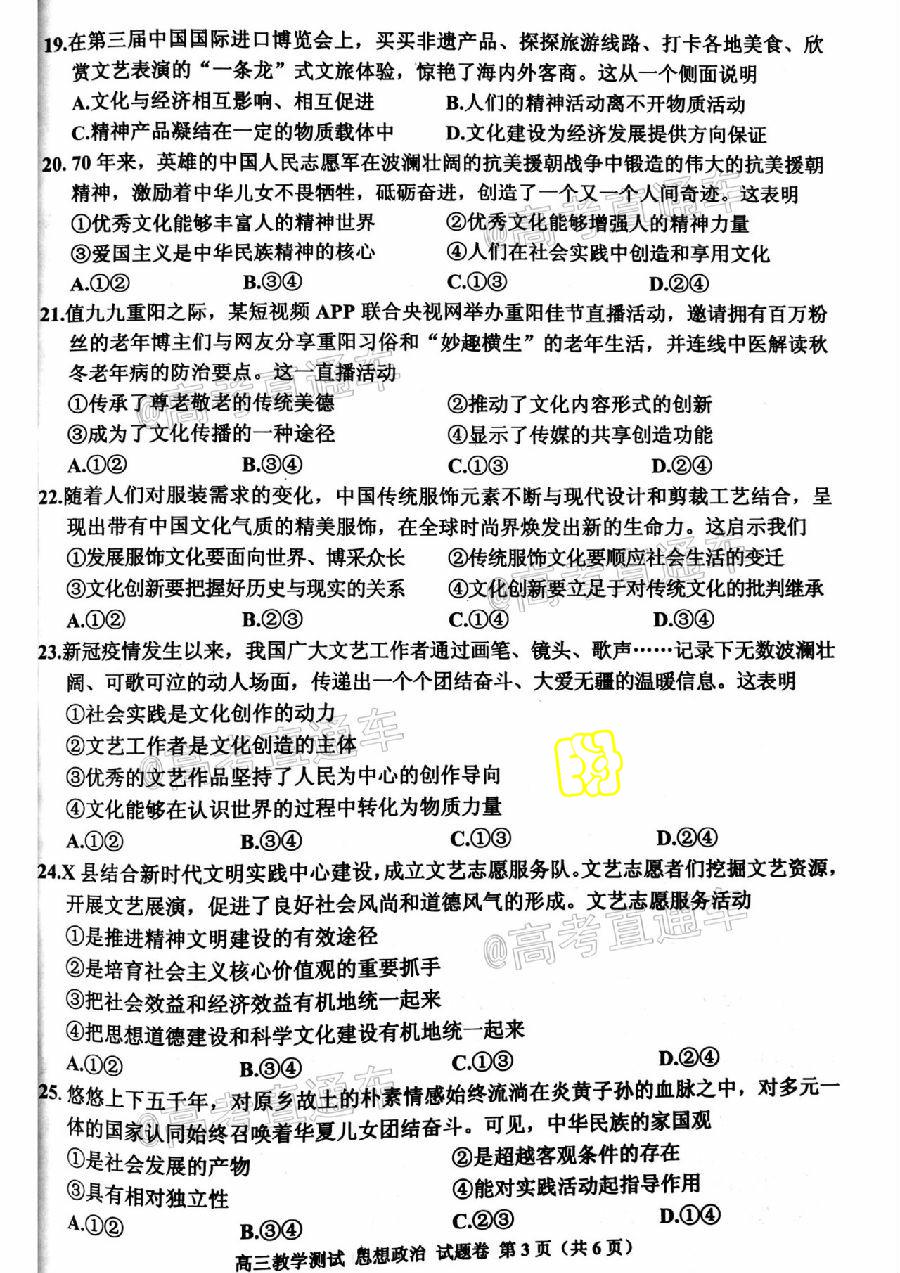 19.在第三届中国国际进口博览会上，买买非遗产品、探探旅游线路、打卡各地美食、欣
赏文艺表演的“一条龙”式文旅体验，惊艳了海内外客商。这从一个侧面说明
A.文化与经济相互影响、相互促进 B.人们的精神活动离不开物质活动
C.精神产品凝结在一定的物质载体中 D.文化建设为经济发展提供方向保证
20. 70 年来，英雄的中国人民志愿军在波澜壮阔的抗美援朝战争中锻造的伟大的抗美援朝
精神，激励着中华儿女不畏牺牲，砥砺奋进，创造了一个又一个人间奇迹。这表明
①优秀文化能够丰富人的精神世界 ②优秀文化能够增强人的精神力量
③爱国主义是中华民族精神的核心 ④人们在社会实践中创造和享用文化
A.①② B.③④ C.①③ D.②④
21.值九九重阳之际，某短视频 APP 联合央视网举办重阳佳节直播活动，邀请拥有百万粉
丝的老年博主们与网友分享重阳习俗和“妙趣横生”的老年生活，并连线中医解读秋
冬老年病的防治要点。这一直播活动
①传承了尊老敬老的传统美德 ②推动了文化内容形式的创新
③成为了文化传播的一种途径 ④显示了传媒的共享创造功能
A.①② B.③④ C.①③ D.②④
22.随着人们对服装需求的变化，中国传统服饰元素不断与现代设计和剪裁工艺结合，呈
现出带有中国文化气质的精美服饰，在全球时尚界焕发出新的生命力。这启示我们
①发展服饰文化要面向世界、博采众长 ②传统服饰文化要顺应社会生活的变迁
③文化创新要把握好历史与现实的关系 ④文化创新要立足于对传统文化的批判继承
A.①② B.②③ C.①④ D.③④
23.新冠疫情发生以来，我国广大文艺工作者通过画笔、镜头、歌声……记录下无数波澜壮
阔、可歌可泣的动人场面，传递出一个个团结奋斗、大爱无疆的温暖信息。这表明
①社会实践是文化创作的动力
②文艺工作者是文化创造的主体
③优秀的文艺作品坚持了人民为中心的创作导向
④文化能够在认识世界的过程中转化为物质力量
A.①② B.③④ C.①③ D.②④
24.X 县结合新时代文明实践中心建设，成立文艺志愿服务队。文艺志愿者们挖掘文艺资源，
开展文艺展演，促进了良好社会风尚和道德风气的形成。文艺志愿服务活动
①是推进精神文明建设的有效途径
②是培育社会主义核心价值观的重要抓手
③把社会效益和经济效益有机地统一起来
④把思想道德建设和科学文化建设有机地统一起来
A.①② B.③④ C.①③ D.②④
25. 悠悠上下五千年，对原乡故土的朴素情感始终流淌在炎黄子孙的血脉之中，对多元一
体的国家认同始终召唤着华夏儿女团结奋斗。可见，中华民族的家国观
①是社会发展的产物 ②是超越客观条件的存在
③具有相对独立性 ④能对实践活动起指导作用
A.①② B.③④ C.②③ D.①④
高三教学测试 思想政治 试题卷 第 3 页（共 6 页）
@高考直通车
@高考直通车
@高考直通车
@高考直通车
@高考直通车
@高考直通车